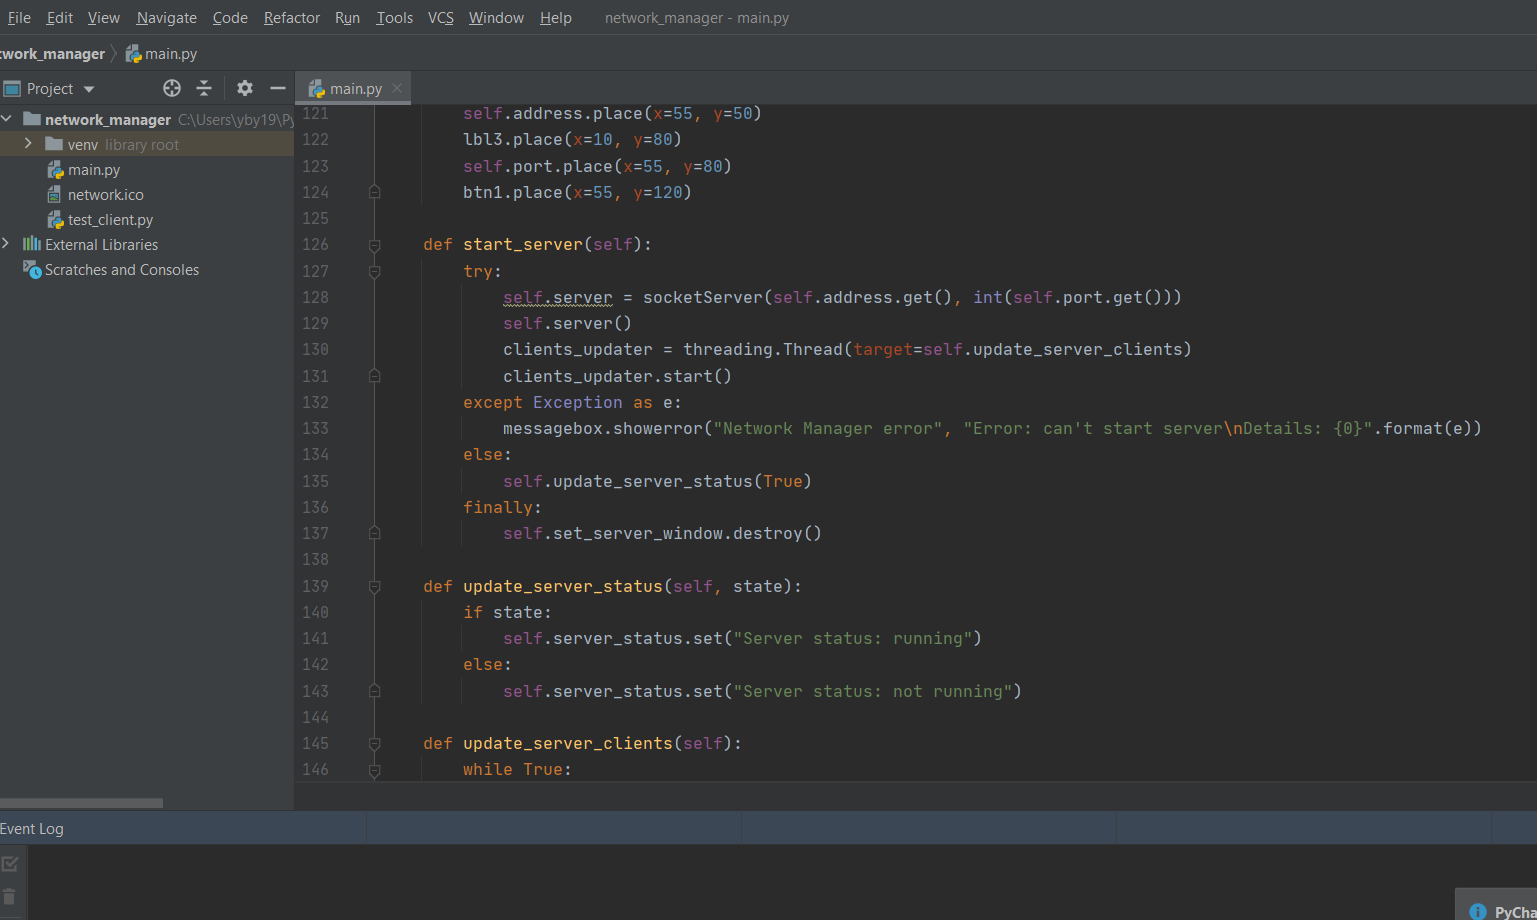 File Edit View Navigate Code Refactor Run Tools VCS Window Help network_manager - main.py
twork_manager main.py
Project main.py
network_manager C:\Users\yby19\Py
venv library root
main.py
network.ico
test_client.py
External Libraries
Scratches and Consoles
121 self.address.place(x=55, y=50)
122 lbl3.place(x=10, y=80)
123 self.port.place(x=55, y=80)
124 btn1.place(x=55, y=120)
125
126 def start_server(self):
127 try:
128 self.server = socketServer(self.address.get(), int(self.port.get()))
129 self.server()
130 clients_updater = threading.Thread(target=self.update_server_clients)
131 clients_updater.start()
132 except Exception as e:
133 messagebox.showerror("Network Manager error", "Error: can't start server\nDetails: {0}".format(e))
134 else:
135 self.update_server_status(True)
136 finally:
137 self.set_server_window.destroy()
138
139 def update_server_status(self, state):
140 if state:
141 self.server_status.set("Server status: running")
142 else:
143 self.server_status.set("Server status: not running")
144
145 def update_server_clients(self):
146 while True:
Event Log
PyCha